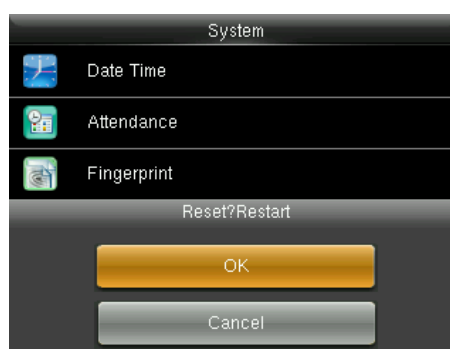 System
Date Time
Attendance
Fingerprint
Reset?Restart
OK
Cancel